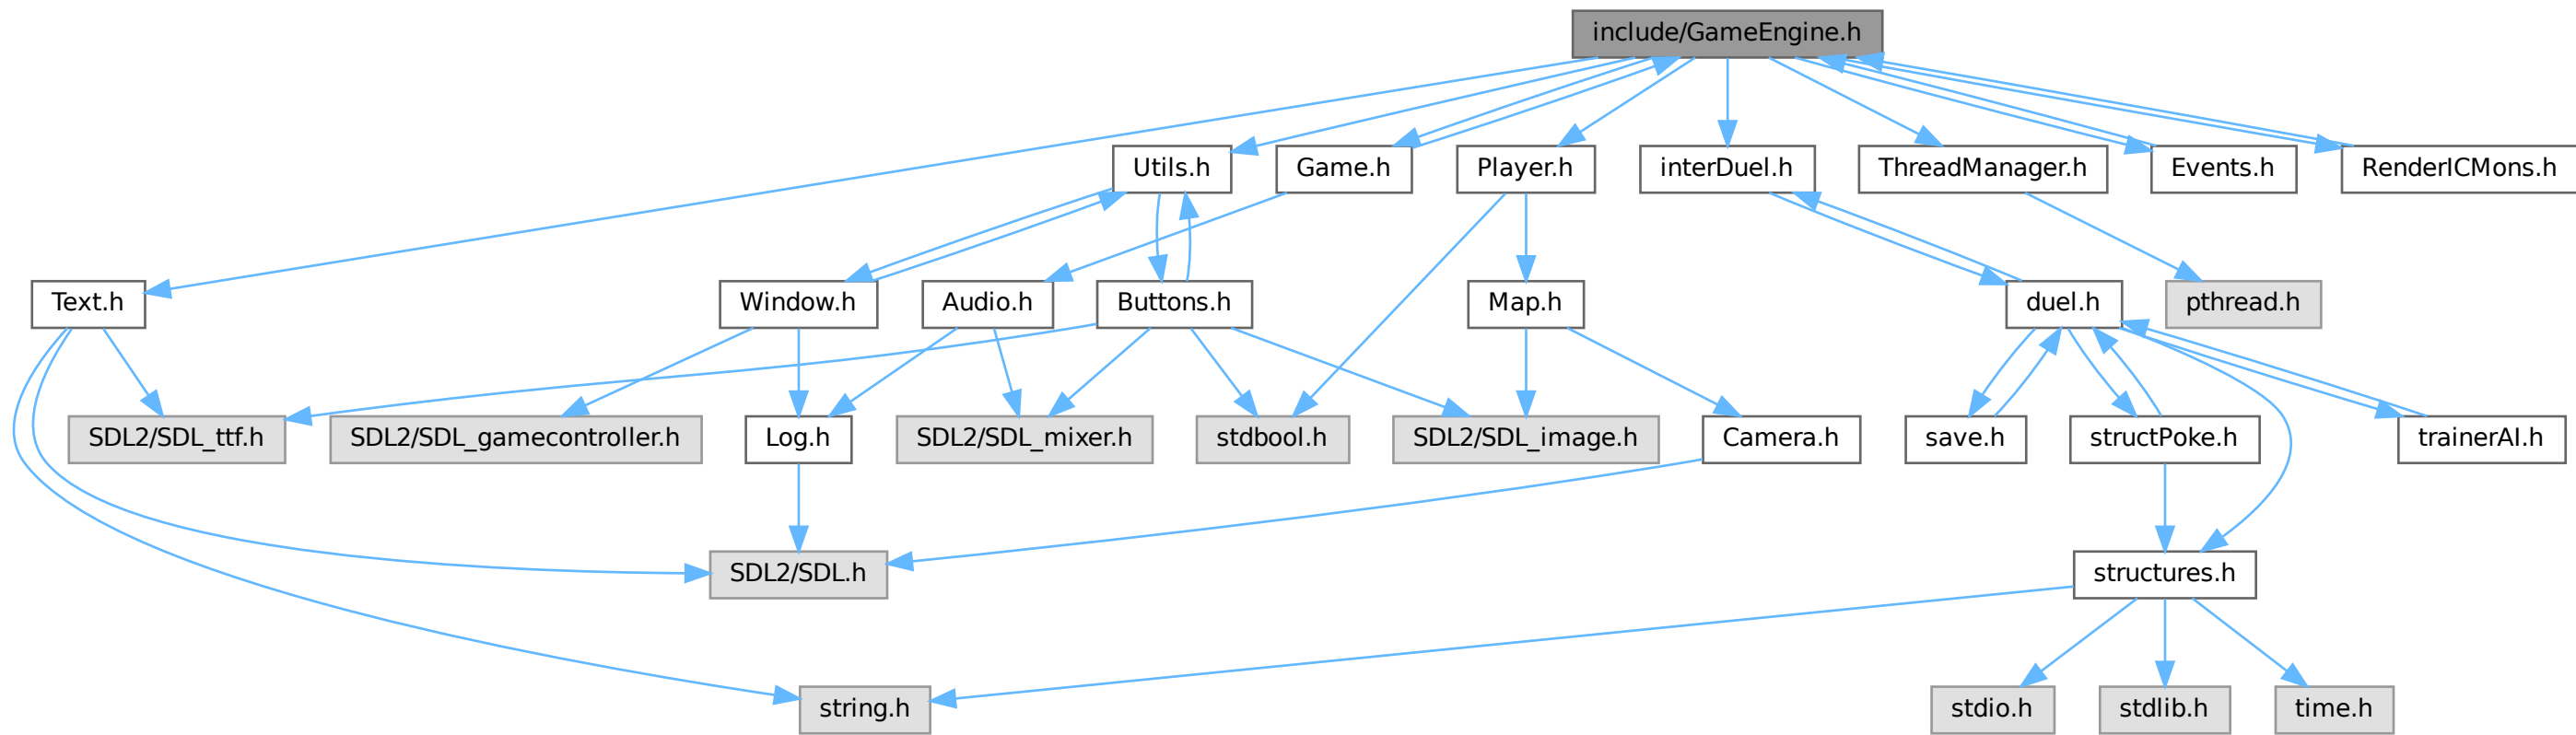 include/GameEngine.h
Utils.h
Game.h
Player.h
interDuel.h
ThreadManager.h
Events.h
RenderICMons.h
Text.h
Window.h
Audio.h
Buttons.h
Map.h
duel.h
pthread.h
SDL2/SDL_ttf.h
SDL2/SDL_gamecontroller.h
Log.h
SDL2/SDL_mixer.h
stdbool.h
SDL2/SDL_image.h
Camera.h
save.h
structPoke.h
trainerAI.h
SDL2/SDL.h
structures.h
string.h
stdio.h
stdlib.h
time.h